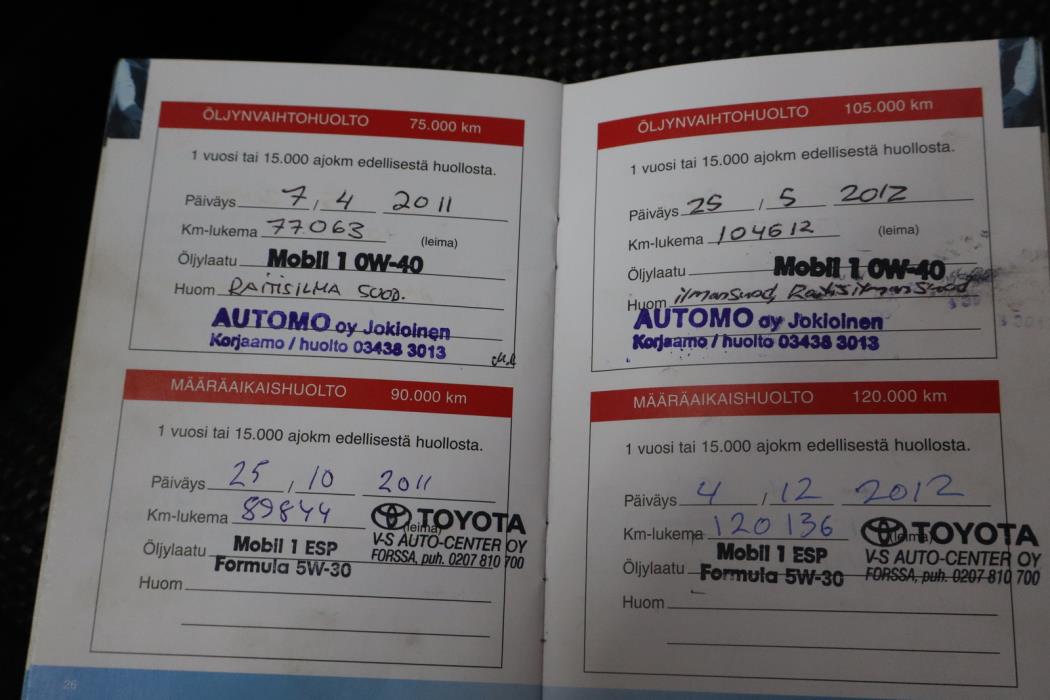 ÖLJYNVAIHTOHUOLTO 75.000 km
1 vuosi tai 15.000 ajokm edellisestä huollosta.
Päiväys 7 / 4 2011
Km-lukema 77063 (leima)
Öljylaatu Mobil 1 0W-40
Huom RAITISILMA SUOD.
AUTOMO oy Jokioinen
Korjaamo / huolto 03438 3013
MÄÄRÄAIKAISHUOLTO 90.000 km
1 vuosi tai 15.000 ajokm edellisestä huollosta.
Päiväys 25 / 10 2011
Km-lukema 89844 (leima) TOYOTA
V-S AUTO-CENTER OY
Öljylaatu Mobil 1 ESP
FORSSA, puh. 0207 810 700
Formula 5W-30
Huom
26
ÖLJYNVAIHTOHUOLTO 105.000 km
1 vuosi tai 15.000 ajokm edellisestä huollosta.
Päiväys 25 / 5 2012
Km-lukema 104612 (leima)
Öljylaatu Mobil 1 0W-40
Huom ilmansuod, Raitisilmansuod
AUTOMO oy Jokioinen
Korjaamo / huolto 03438 3013
MÄÄRÄAIKAISHUOLTO 120.000 km
1 vuosi tai 15.000 ajokm edellisestä huollosta.
Päiväys 4 / 12 2012
Km-lukema 120136 (leima) TOYOTA
V-S AUTO-CENTER OY
Öljylaatu Mobil 1 ESP
FORSSA, puh. 0207 810 700
Formula 5W-30
Huom